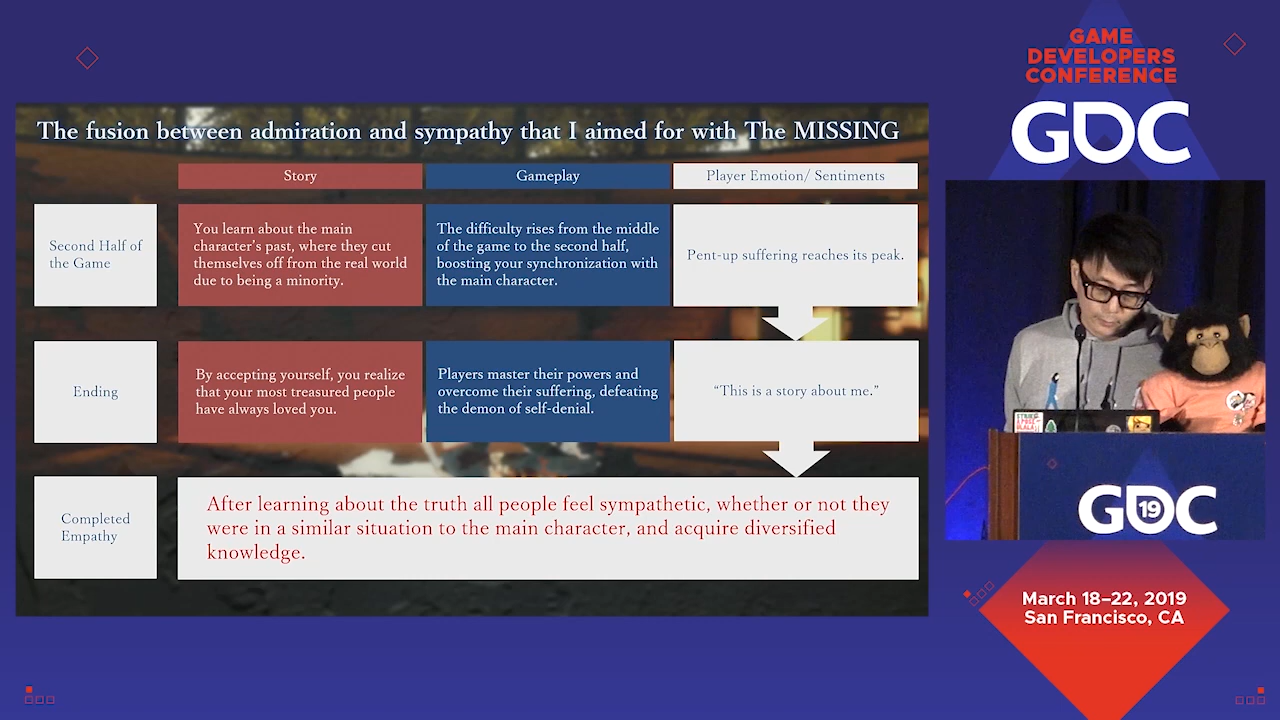 GAME
DEVELOPERS
CONFERENCE
GDC
The fusion between admiration and sympathy that I aimed for with The MISSING
Story
Gameplay
Player Emotion/ Sentiments
Second Half of
the Game
You learn about the main
character's past, where they cut
themselves off from the real world
due to being a minority.
The difficulty rises from the middle
of the game to the second half,
boosting your synchronization with
the main character.
Pent-up suffering reaches its peak.
Ending
By accepting yourself, you realize
that your most treasured people
have always loved you.
Players master their powers and
overcome their suffering, defeating
the demon of self-denial.
“This is a story about me.”
Completed
Empathy
After learning about the truth all people feel sympathetic, whether or not they
were in a similar situation to the main character, and acquire diversified
knowledge.
GDC
19
March 18–22, 2019
San Francisco, CA